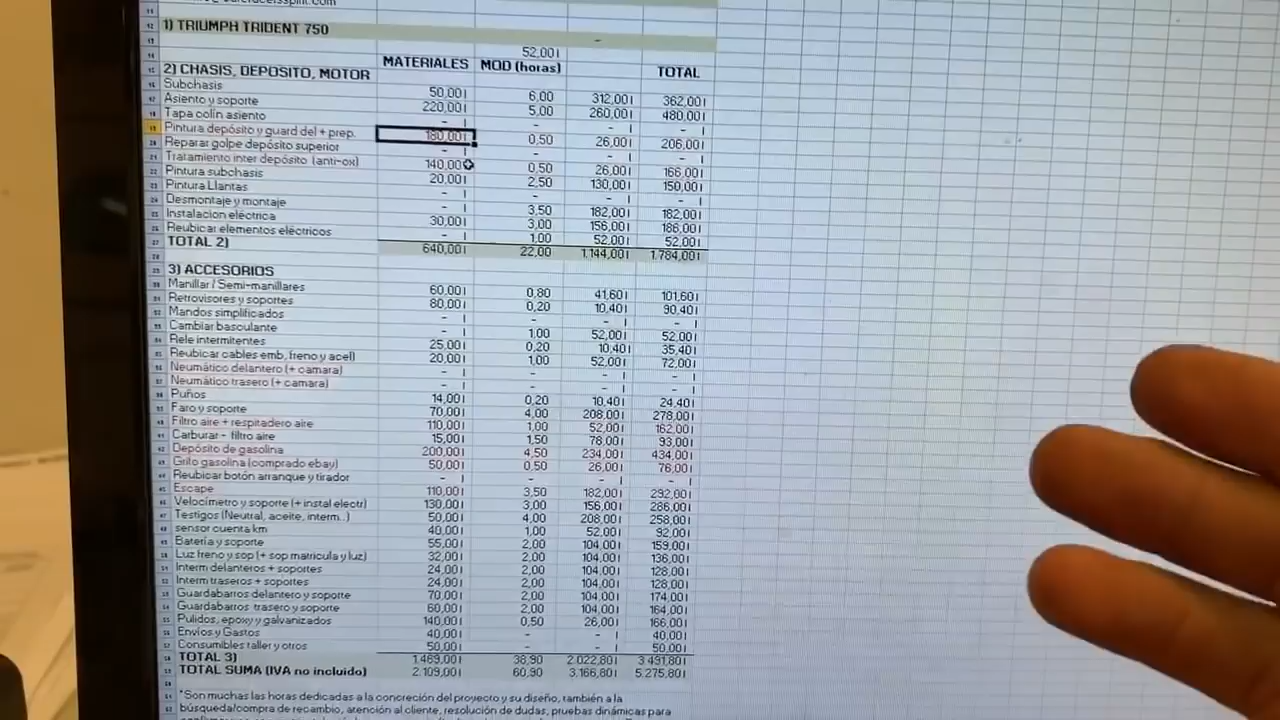 1) TRIUMPH TRIDENT 750
-
52,00 €
MATERIALES MOD (horas) TOTAL
2) CHASIS, DEPOSITO, MOTOR
Subchasis 50,00 € 6,00 312,00 € 362,00 €
Asiento y soporte 220,00 € 5,00 260,00 € 480,00 €
Tapa colín asiento - € - - € - €
Pintura depósito y guard del + prep. 180,00 € 0,50 26,00 € 206,00 €
Reparar golpe depósito superior - € - - € - €
Tratamiento inter depósito (anti-ox) 140,00 € 0,50 26,00 € 166,00 €
Pintura subchasis 20,00 € 2,50 130,00 € 150,00 €
Pintura Llantas - € - - € - €
Desmontaje y montaje - € 3,50 182,00 € 182,00 €
Instalacion eléctrica 30,00 € 3,00 156,00 € 186,00 €
Reubicar elementos eléctricos - € 1,00 52,00 € 52,00 €
TOTAL 2) 640,00 € 22,00 1.144,00 € 1.784,00 €
3) ACCESORIOS
Manillar / Semi-manillares 60,00 € 0,80 41,60 € 101,60 €
Retrovisores y soportes 80,00 € 0,20 10,40 € 90,40 €
Mandos simplificados - € - - € - €
Cambiar basculante - € 1,00 52,00 € 52,00 €
Rele intermitentes 25,00 € 0,20 10,40 € 35,40 €
Reubicar cables emb, freno y acel) 20,00 € 1,00 52,00 € 72,00 €
Neumático delantero (+ camara) - € - - € - €
Neumático trasero (+ camara) - € - - € - €
Puños 14,00 € 0,20 10,40 € 24,40 €
Faro y soporte 70,00 € 4,00 208,00 € 278,00 €
Filtro aire + respiradero aire 110,00 € 1,00 52,00 € 162,00 €
Carburar - filtro aire 15,00 € 1,50 78,00 € 93,00 €
Depósito de gasolina 200,00 € 4,50 234,00 € 434,00 €
Grifo gasolina (comprado ebay) 50,00 € 0,50 26,00 € 76,00 €
Reubicar botón arranque y tirador - € - - € - €
Escape 110,00 € 3,50 182,00 € 292,00 €
Velocímetro y soporte (+ instal electr) 130,00 € 3,00 156,00 € 286,00 €
Testigos (Neutral, aceite, interm..) 50,00 € 4,00 208,00 € 258,00 €
sensor cuenta km 40,00 € 1,00 52,00 € 92,00 €
Batería y soporte 55,00 € 2,00 104,00 € 159,00 €
Luz freno y sop (+ sop matricula y luz) 32,00 € 2,00 104,00 € 136,00 €
Interm delanteros + soportes 24,00 € 2,00 104,00 € 128,00 €
Interm traseros + soportes 24,00 € 2,00 104,00 € 128,00 €
Guardabarros delantero y soporte 70,00 € 2,00 104,00 € 174,00 €
Guardabarros trasero y soporte 60,00 € 2,00 104,00 € 164,00 €
Pulidos, epoxy y galvanizados 140,00 € 0,50 26,00 € 166,00 €
Envíos y Gastos 40,00 € - - € 40,00 €
Consumibles taller y otros 50,00 € - - € 50,00 €
TOTAL 3) 1.469,00 € 38,90 2.022,80 € 3.491,80 €
TOTAL SUMA (IVA no incluido) 2.109,00 € 60,90 3.166,80 € 5.275,80 €
*Son muchas las horas dedicadas a la concreción del proyecto y su diseño, también a la
búsqueda/compra de recambio, atención al cliente, resolución de dudas, pruebas dinámicas para